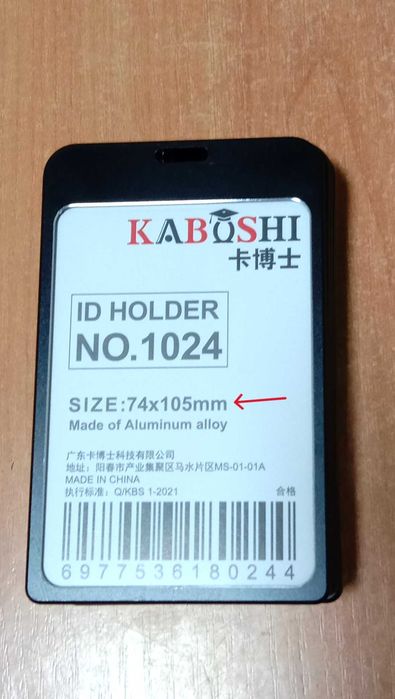 KABOSHI
卡博士
ID HOLDER
NO.1024
SIZE:74x105mm
Made of Aluminum alloy
广东卡博士科技有限公司
地址：阳春市产业集聚区马水片区MS-01-01A
MADE IN CHINA
执行标准：Q/KBS 1-2021 合格
6977536180244